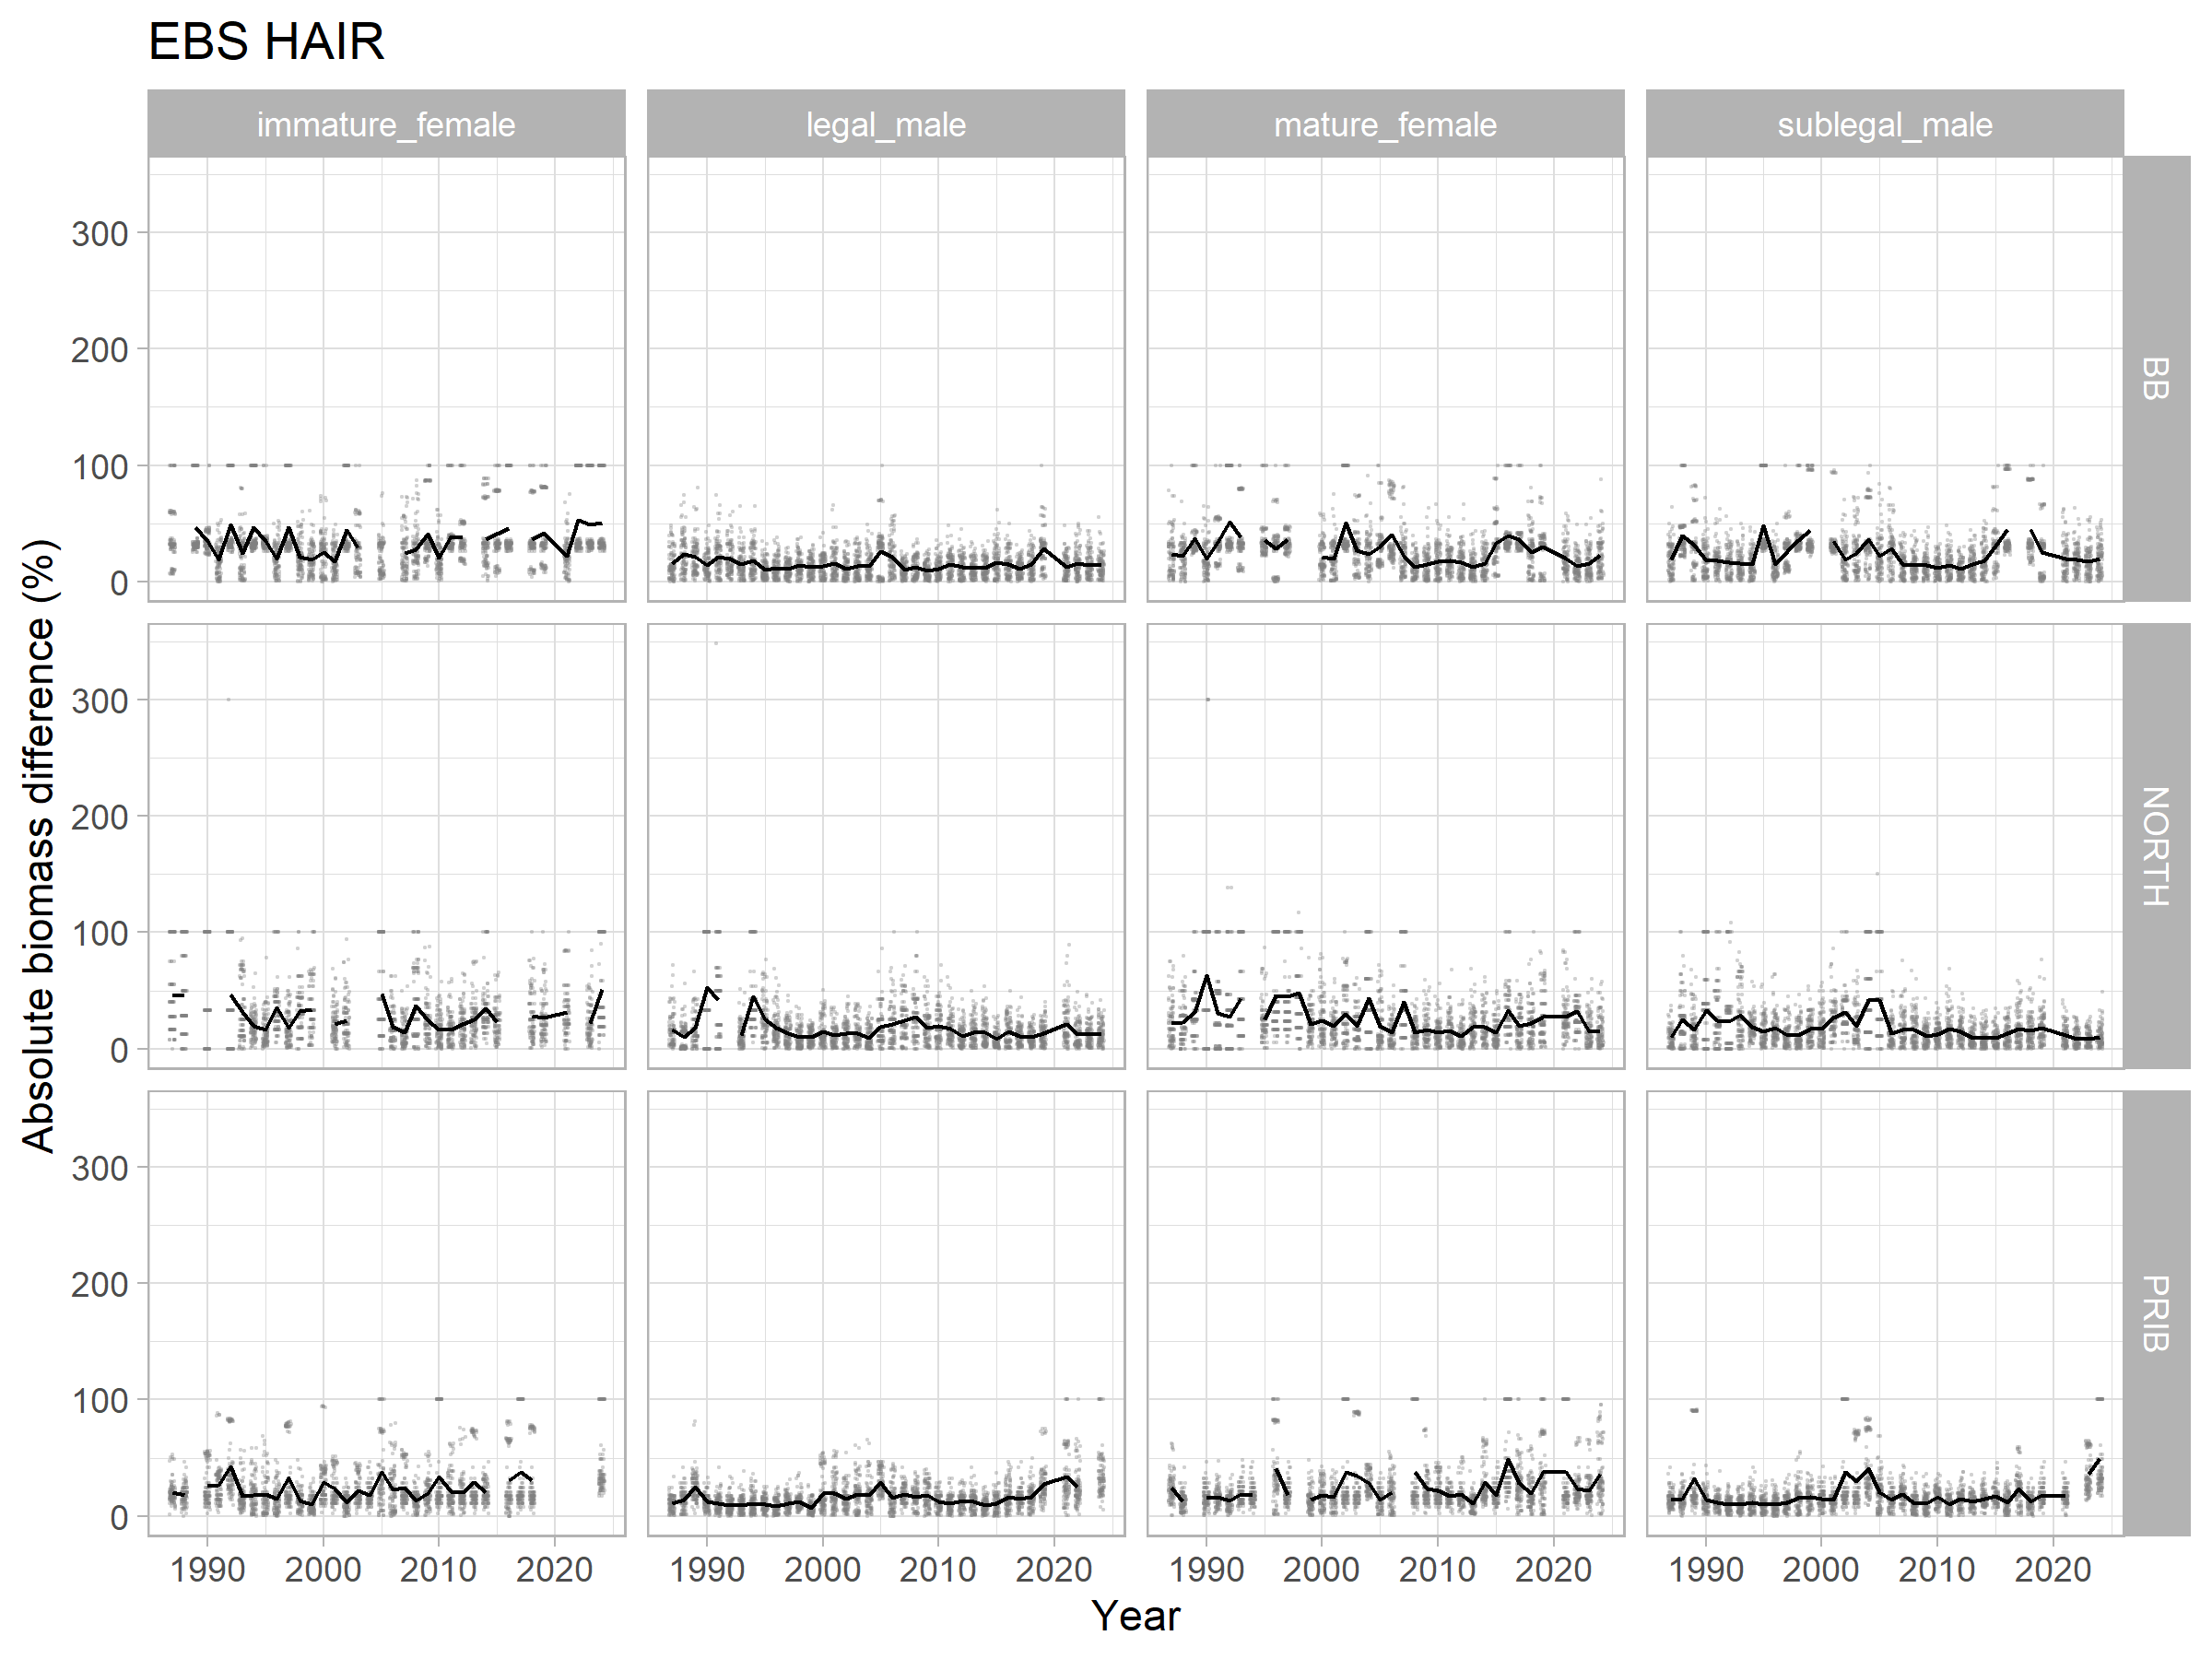 EBS HAIR
immature_female
legal_male
mature_female
sublegal_male
Absolute biomass difference (%)
300
200
100
0
BB
300
200
100
0
NORTH
300
200
100
0
PRIB
1990 2000 2010 2020
1990 2000 2010 2020
1990 2000 2010 2020
1990 2000 2010 2020
Year